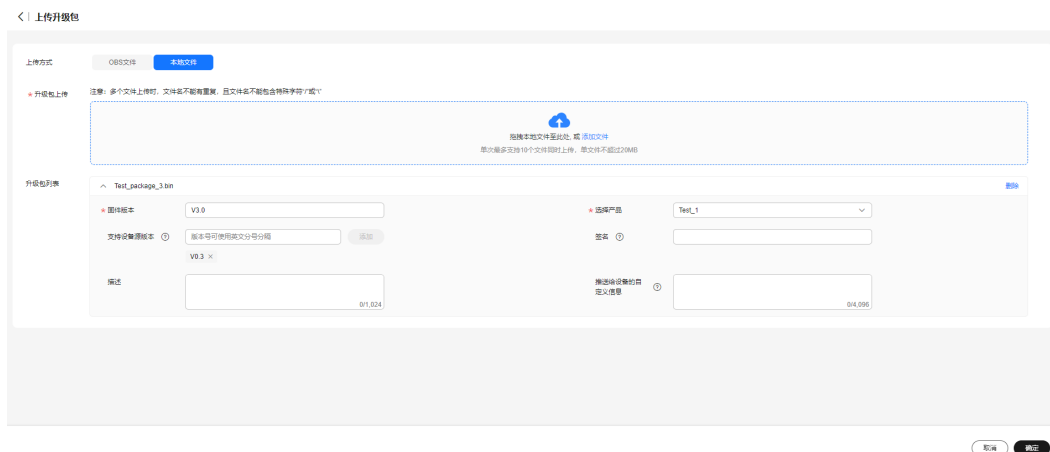 上传升级包
上传方式 OBS文件 本地文件
* 升级包上传 注意：多个文件上传时，文件名不能有重复，且文件名不能包含特殊字符'/'或'\'
拖拽本地文件至此处, 或 添加文件
单次最多支持10个文件同时上传，单文件不超过20MB
升级包列表 Test_package_3.bin 删除
* 固件版本 V3.0 * 选择产品 Test_1
支持设备源版本 ? 版本号可使用英文分号分隔 添加 签名 ?
V0.3 ×
描述 0/1,024 推送给设备的自定义信息 ? 0/4,096
取消 确定